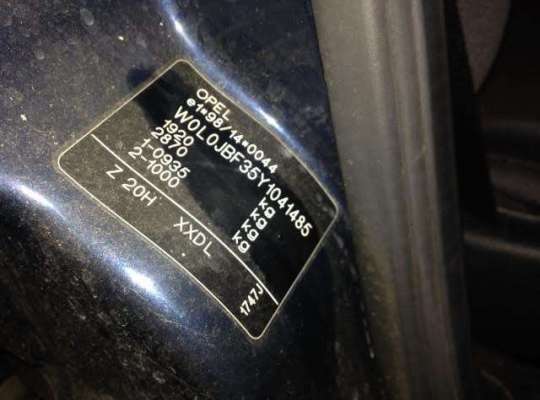 OPEL
e1*98/14*0044
W0L0JBF35Y1041485
1920 kg
2870 kg
1-0935 kg
2-1000 kg
Z 20H XXDL
1747J